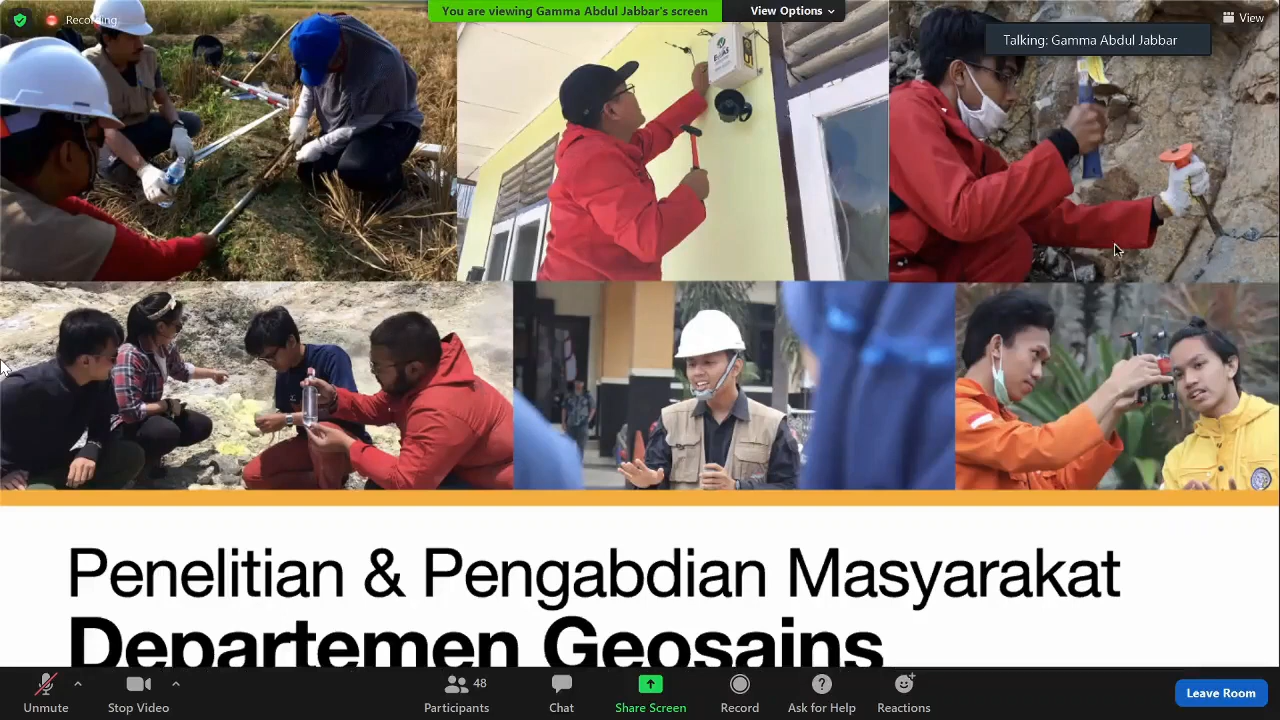 Recording
You are viewing Gamma Abdul Jabbar's screen
View Options
View
Talking: Gamma Abdul Jabbar
Penelitian & Pengabdian Masyarakat
Departemen Geosains
Unmute
Stop Video
Participants
48
Chat
Share Screen
Record
Ask for Help
Reactions
Leave Room